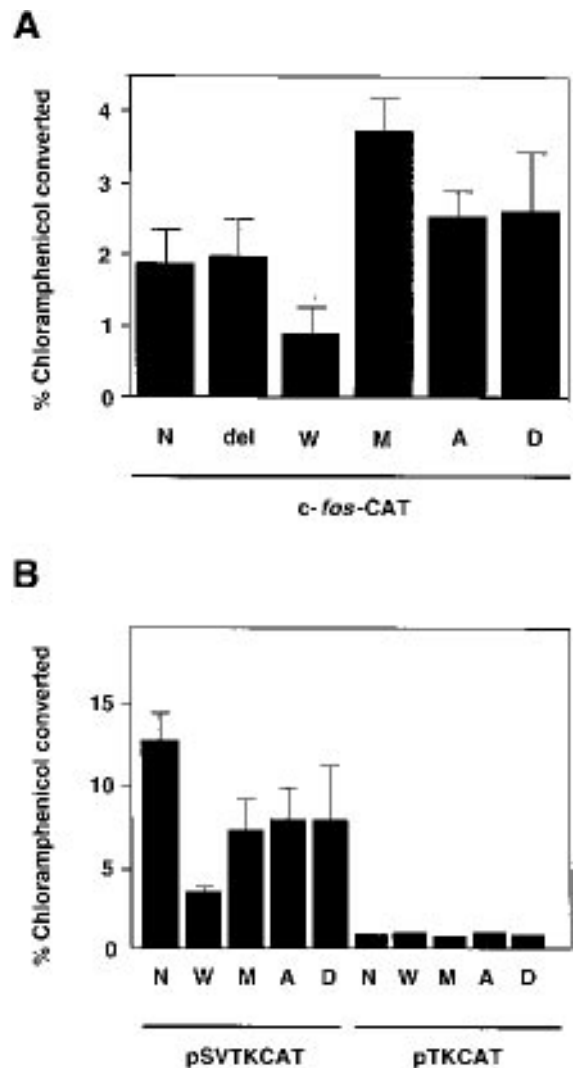 A
% Chloramphenicol converted
4
3
2
1
0
N del W M A D
c-fos-CAT
B
% Chloramphenicol converted
15
10
5
0
N W M A D N W M A D
pSVTKCAT pTKCAT